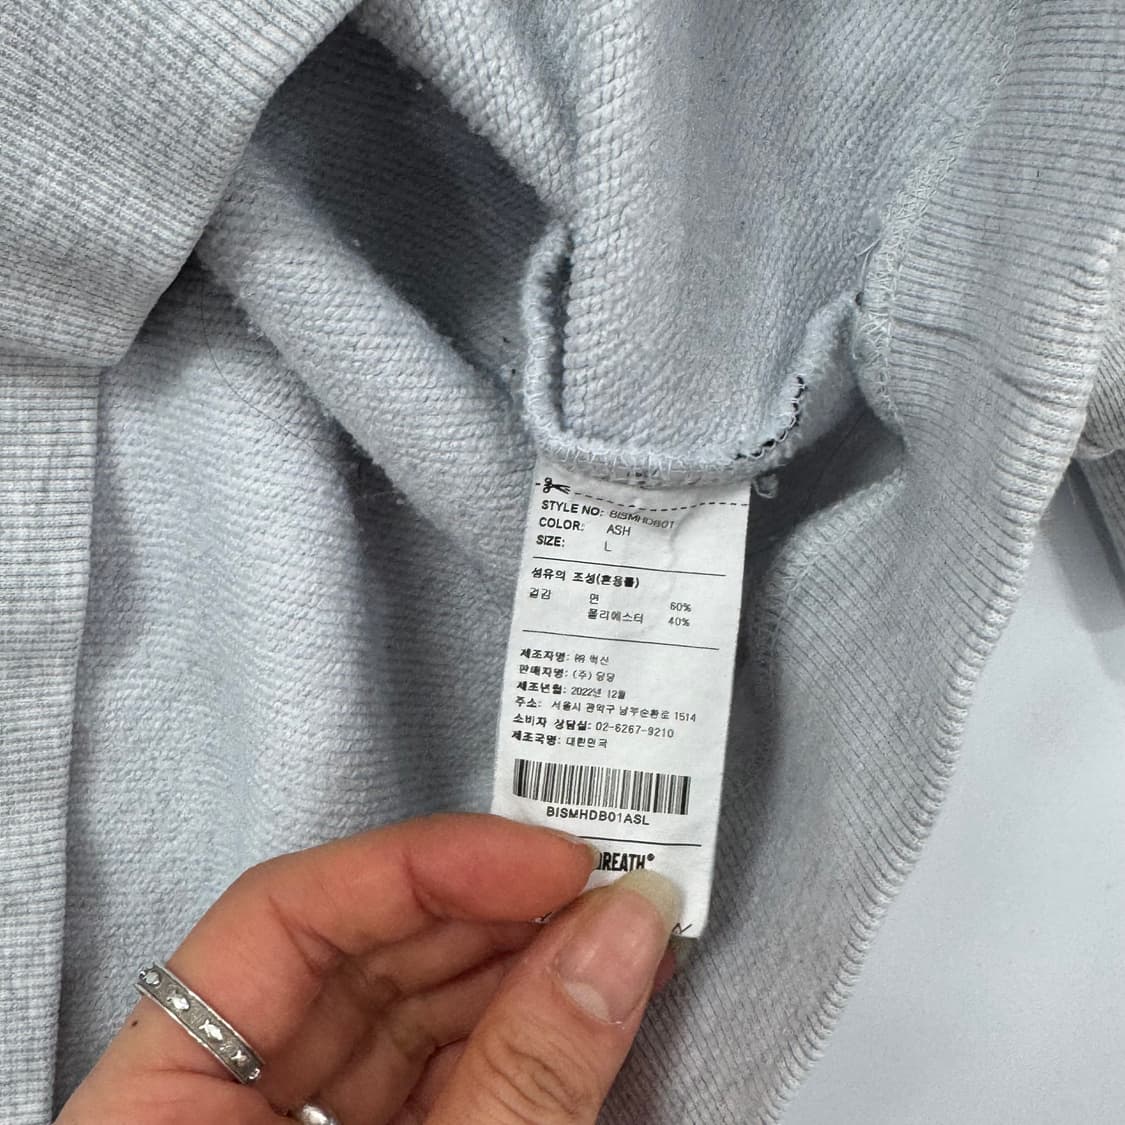 STYLE NO: BISMHDB01
COLOR: ASH
SIZE: L
섬유의 조성(혼용률)
겉감 면 60%
폴리에스터 40%
제조자명: ㈜ 벅신
판매자명: (주) 당당
제조년월: 2022년 12월
주소: 서울시 관악구 남부순환로 1514
소비자 상담실: 02-6267-9210
제조국명: 대한민국
BISMHDB01ASL